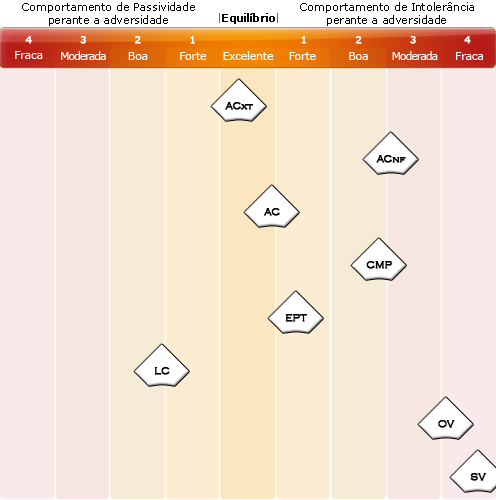 Comportamento de Passividade
perante a adversidade
|Equilíbrio|
Comportamento de Intolerância
perante a adversidade
4 3 2 1 1 2 3 4
Fraca Moderada Boa Forte Excelente Forte Boa Moderada Fraca
ACxt
ACnf
AC
CMP
EPT
LC
OV
SV